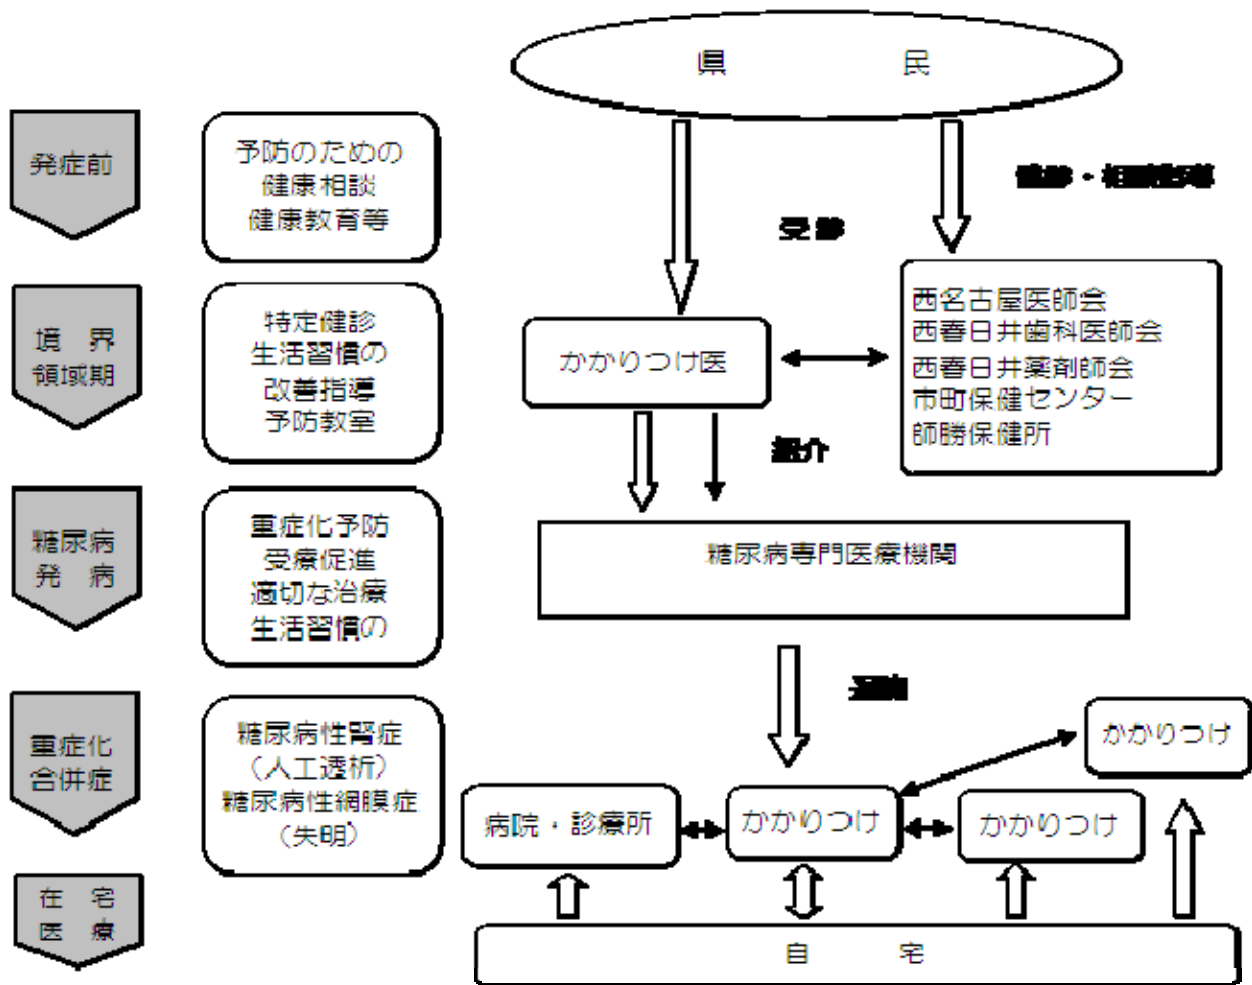 県　民
発症前
予防のための
健康相談
健康教育等
健診・相談指導
受診
境　界
領域期
特定健診
生活習慣の
改善指導
予防教室
かかりつけ医
西名古屋医師会
西春日井歯科医師会
西春日井薬剤師会
市町保健センター
師勝保健所
紹介
糖尿病
発　病
重症化予防
受療促進
適切な治療
生活習慣の
糖尿病専門医療機関
重症化
合併症
糖尿病性腎症
（人工透析）
糖尿病性網膜症
（失明）
かかりつけ
病院・診療所
かかりつけ
かかりつけ
在　宅
医　療
自　宅